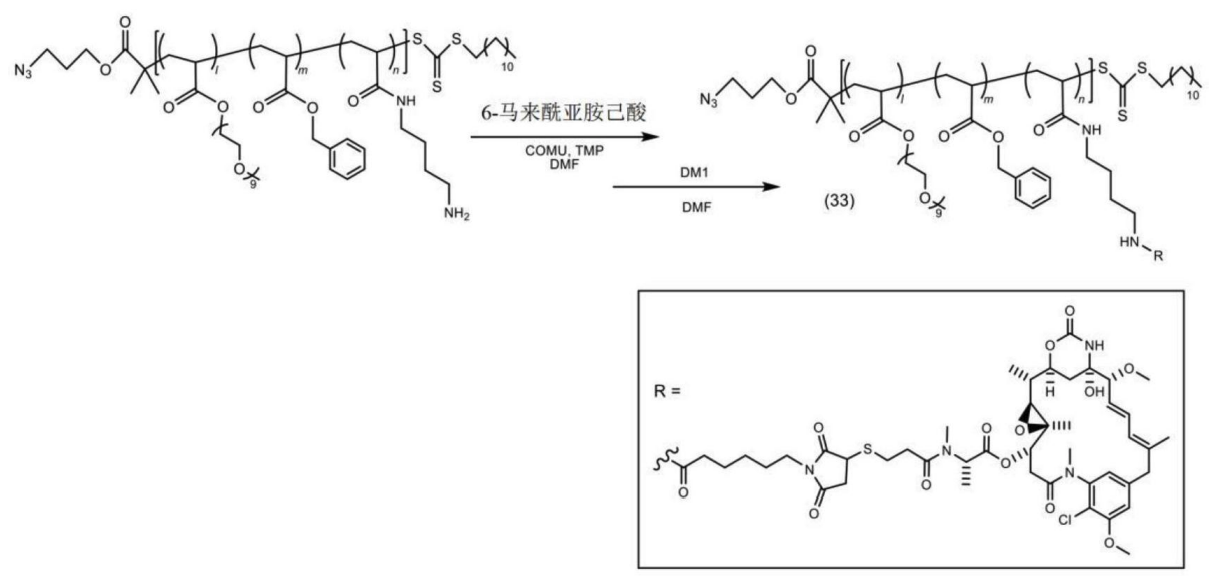 O
N₃
O
l
m
n
S
S
S
10
O
O
O
O
O
NH
O
9
NH₂
6-马来酰亚胺己酸
COMU, TMP
DMF
DM1
DMF
(33)
O
N₃
O
l
m
n
S
S
S
10
O
O
O
O
O
NH
O
9
HN
R
R =
O
O
N
O
S
O
N
O
O
O
O
NH
O
H
OH
O
O
N
Cl
O